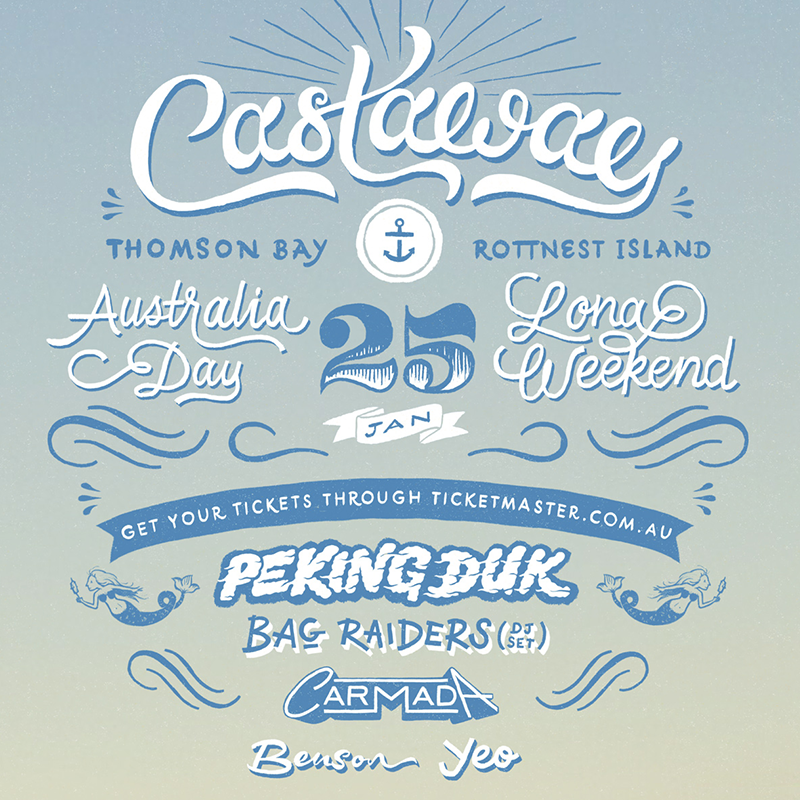 Castaway
THOMSON BAY
ROTTNEST ISLAND
Australia
Day
25
JAN
Long
Weekend
GET YOUR TICKETS THROUGH TICKETMASTER.COM.AU
PEKING DUK
BAG RAIDERS (DJ SET)
CARMADA
Benson Yeo